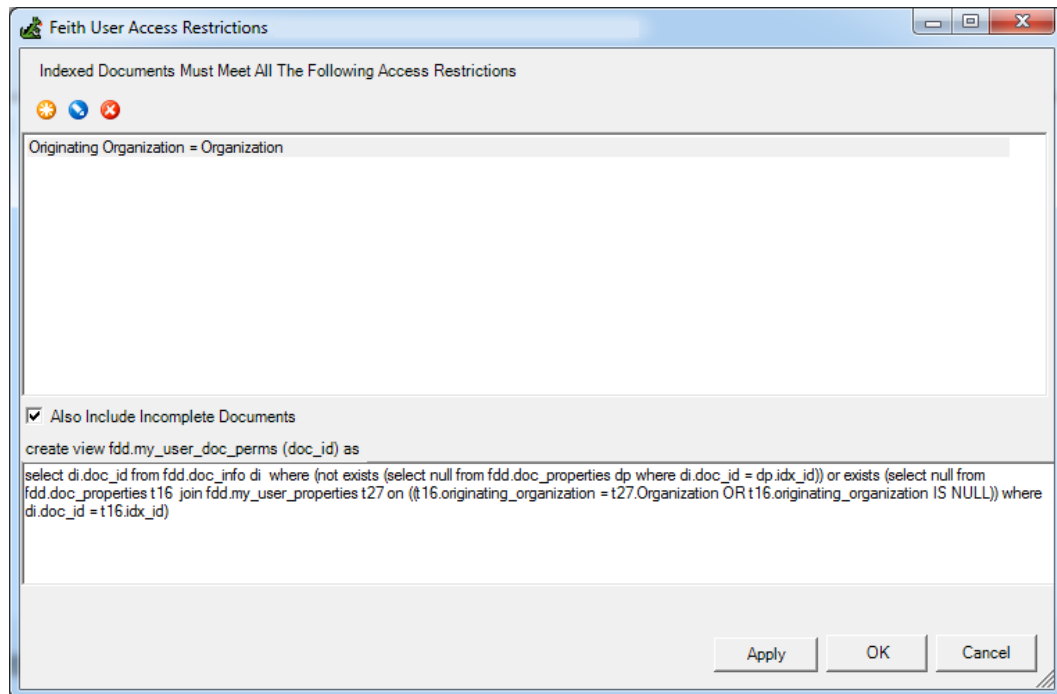 Feith User Access Restrictions
Indexed Documents Must Meet All The Following Access Restrictions
Originating Organization = Organization
Also Include Incomplete Documents
create view fdd.my_user_doc_perms (doc_id) as
select di.doc_id from fdd.doc_info di  where (not exists (select null from fdd.doc_properties dp where di.doc_id = dp.idx_id)) or exists (select null from
fdd.doc_properties t16  join fdd.my_user_properties t27 on ((t16.originating_organization = t27.Organization OR t16.originating_organization IS NULL)) where
di.doc_id = t16.idx_id)
Apply OK Cancel